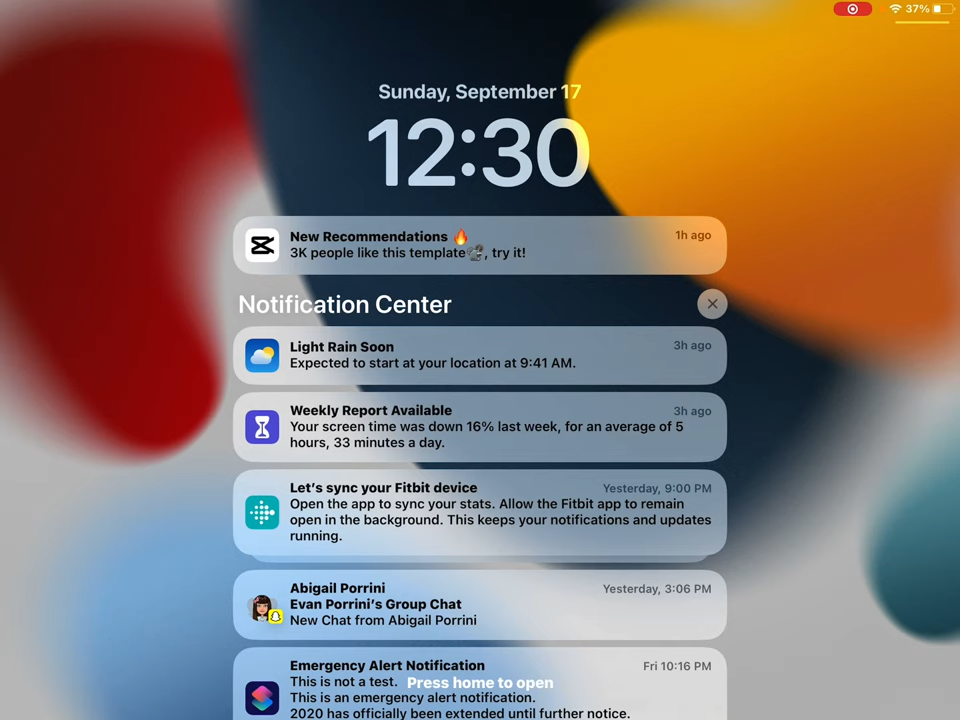 37%
Sunday, September 17
12:30
New Recommendations 🔥
1h ago
3K people like this template📽, try it!
Notification Center
Light Rain Soon
3h ago
Expected to start at your location at 9:41 AM.
Weekly Report Available
3h ago
Your screen time was down 16% last week, for an average of 5
hours, 33 minutes a day.
Let's sync your Fitbit device
Yesterday, 9:00 PM
Open the app to sync your stats. Allow the Fitbit app to remain
open in the background. This keeps your notifications and updates
running.
Abigail Porrini
Yesterday, 3:06 PM
Evan Porrini's Group Chat
New Chat from Abigail Porrini
Emergency Alert Notification
Fri 10:16 PM
This is not a test.
Press home to open
This is an emergency alert notification.
2020 has officially been extended until further notice.